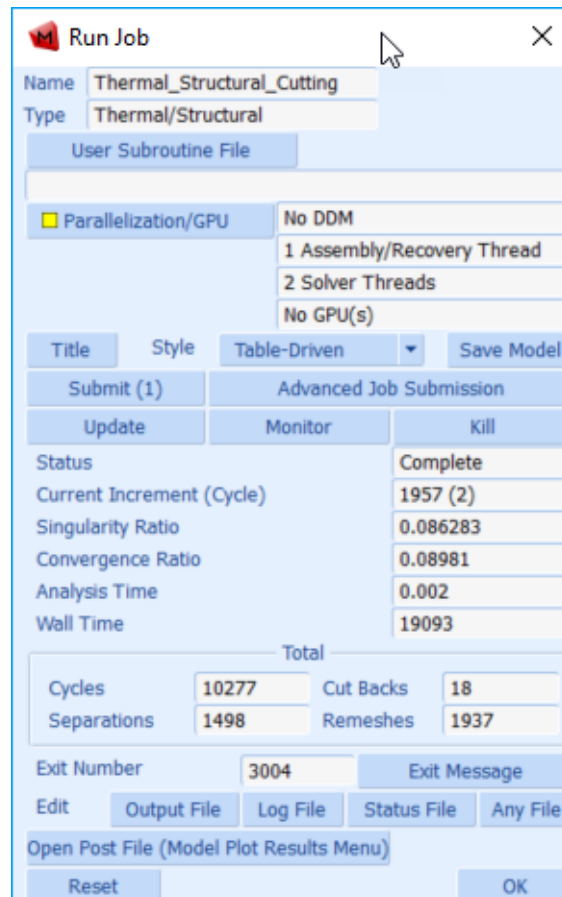 Run Job
Name Thermal_Structural_Cutting
Type Thermal/Structural
User Subroutine File
Parallelization/GPU No DDM
1 Assembly/Recovery Thread
2 Solver Threads
No GPU(s)
Title Style Table-Driven Save Model
Submit (1) Advanced Job Submission
Update Monitor Kill
Status Complete
Current Increment (Cycle) 1957 (2)
Singularity Ratio 0.086283
Convergence Ratio 0.08981
Analysis Time 0.002
Wall Time 19093
Total
Cycles 10277 Cut Backs 18
Separations 1498 Remeshes 1937
Exit Number 3004 Exit Message
Edit Output File Log File Status File Any File
Open Post File (Model Plot Results Menu)
Reset OK